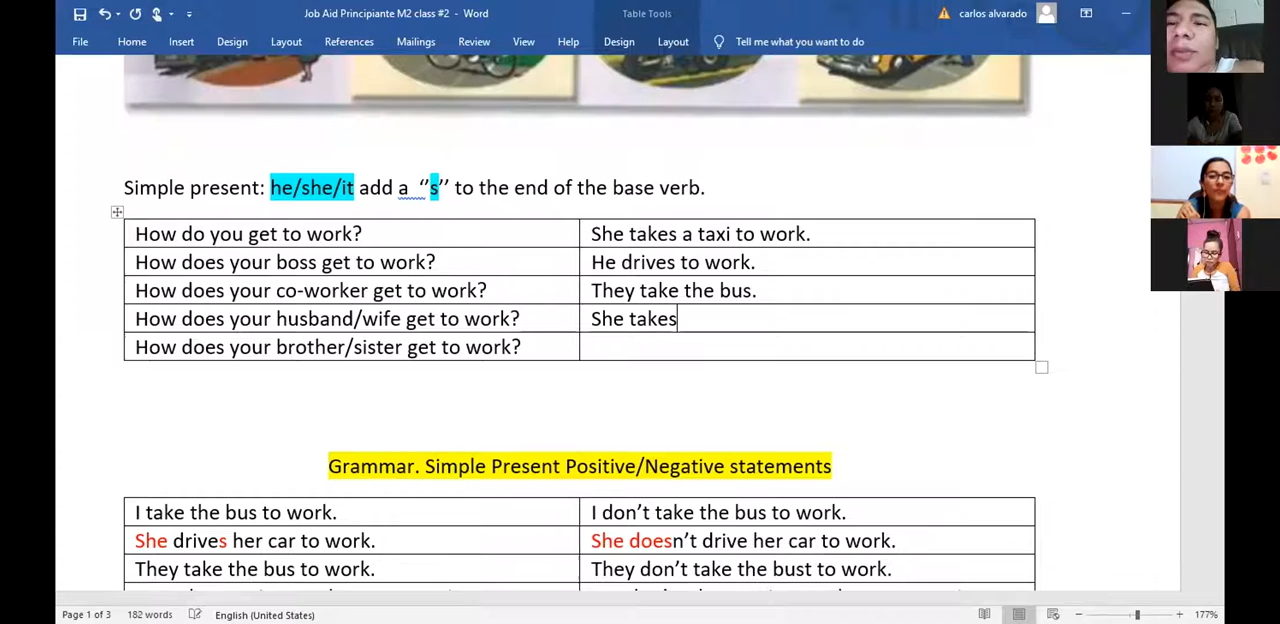 Job Aid Principiante M2 class #2 - Word
Table Tools
carlos alvarado
File Home Insert Design Layout References Mailings Review View Help Design Layout Tell me what you want to do
Simple present: he/she/it add a “s” to the end of the base verb.
How do you get to work? She takes a taxi to work.
How does your boss get to work? He drives to work.
How does your co-worker get to work? They take the bus.
How does your husband/wife get to work? She takes
How does your brother/sister get to work?
Grammar. Simple Present Positive/Negative statements
I take the bus to work. I don’t take the bus to work.
She drives her car to work. She doesn’t drive her car to work.
They take the bus to work. They don’t take the bust to work.
Page 1 of 3 182 words English (United States) 177%